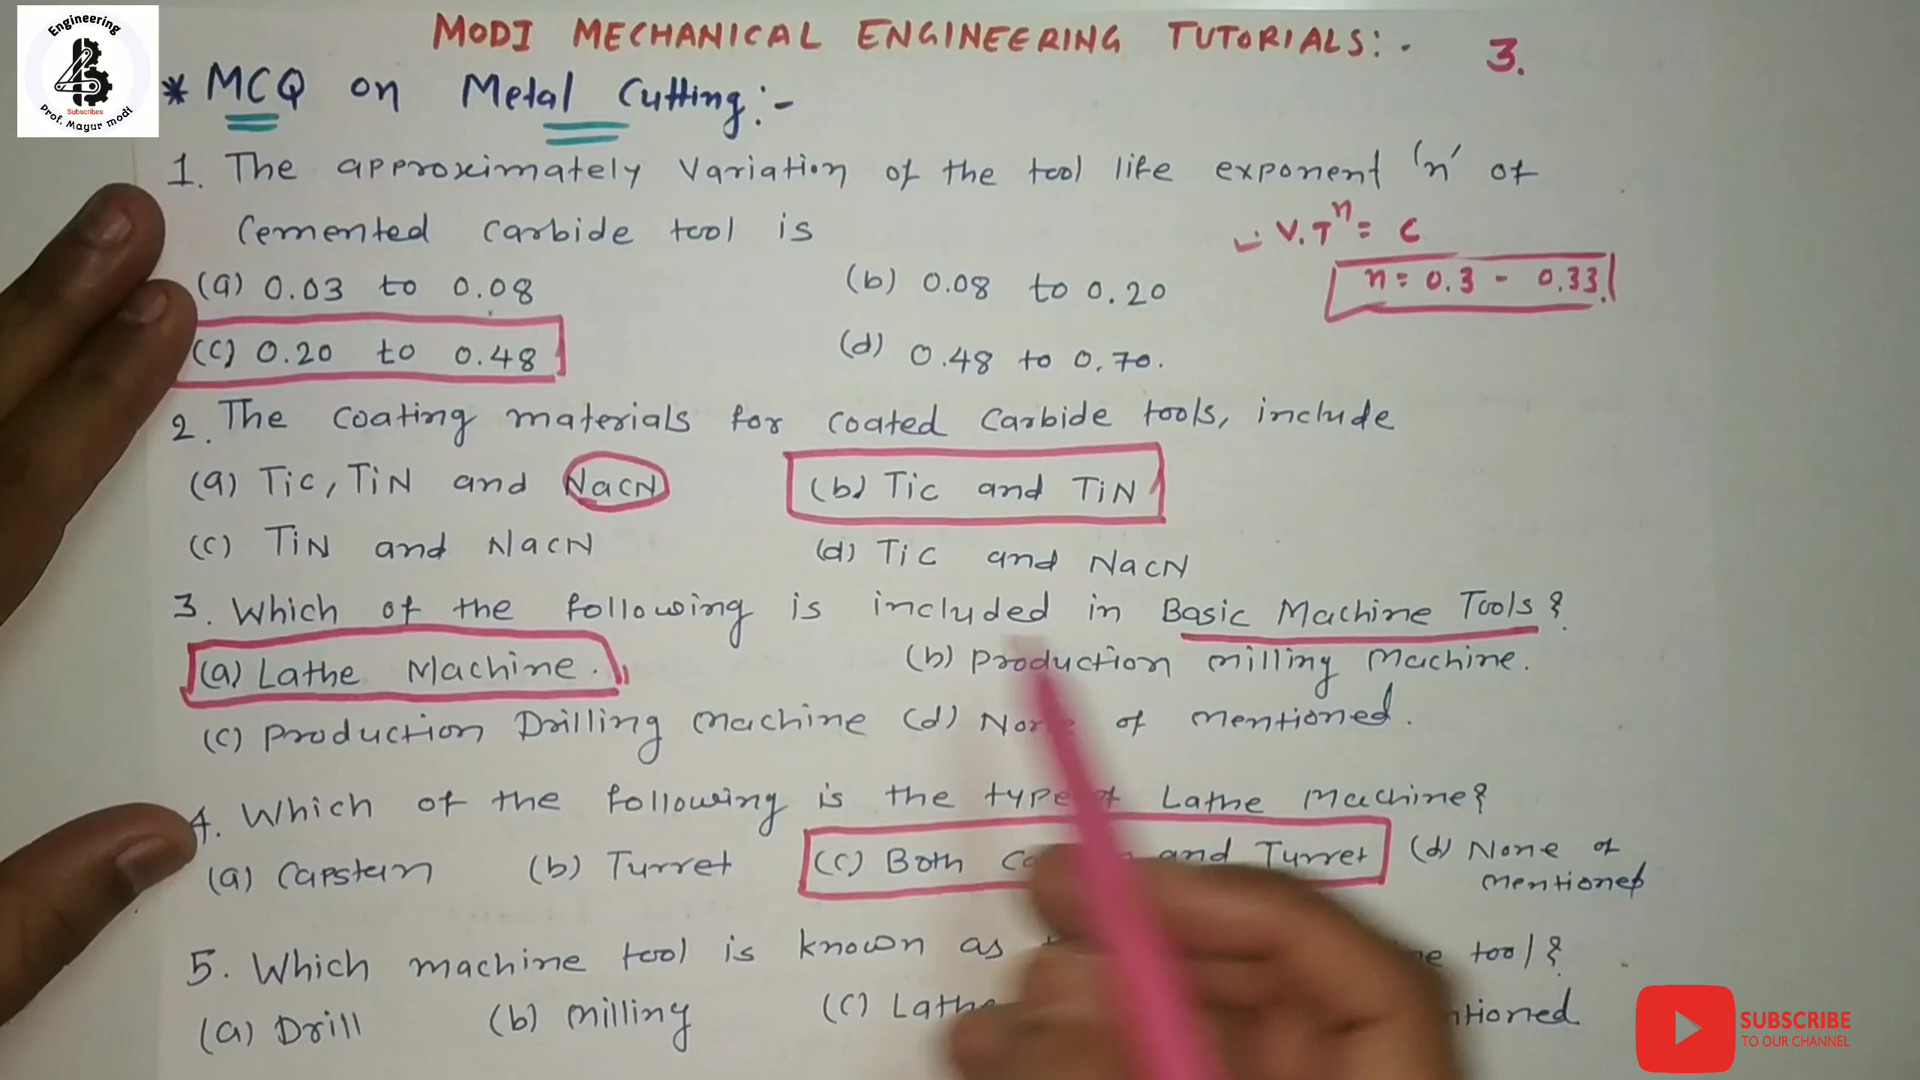 Engineering
Subscribes
Prof. Mayur modi
MODI MECHANICAL ENGINEERING TUTORIALS:-
3.
* MCQ on Metal Cutting:-
1. The approximately variation of the tool life exponent 'n' of
Cemented Carbide tool is
V.T^n = C
(a) 0.03 to 0.08
(b) 0.08 to 0.20
n = 0.3 - 0.33
(c) 0.20 to 0.48
(d) 0.48 to 0.70.
2. The coating materials for coated Carbide tools, include
(a) Tic, TiN and NaCN
(b) Tic and TiN
(c) TiN and NaCN
(d) TiC and NaCN
3. Which of the following is included in Basic Machine Tools?
(a) Lathe Machine.
(b) production milling Machine.
(c) production Drilling machine
(d) of mentioned.
4. Which of the following is the type Lathe Machine?
(a) Capstan
(b) Turret
(c) Both and Turret
(d) None of
mentioned
5. Which machine tool is known as tool?
(a) Drill
(b) milling
(c)
SUBSCRIBE
TO OUR CHANNEL